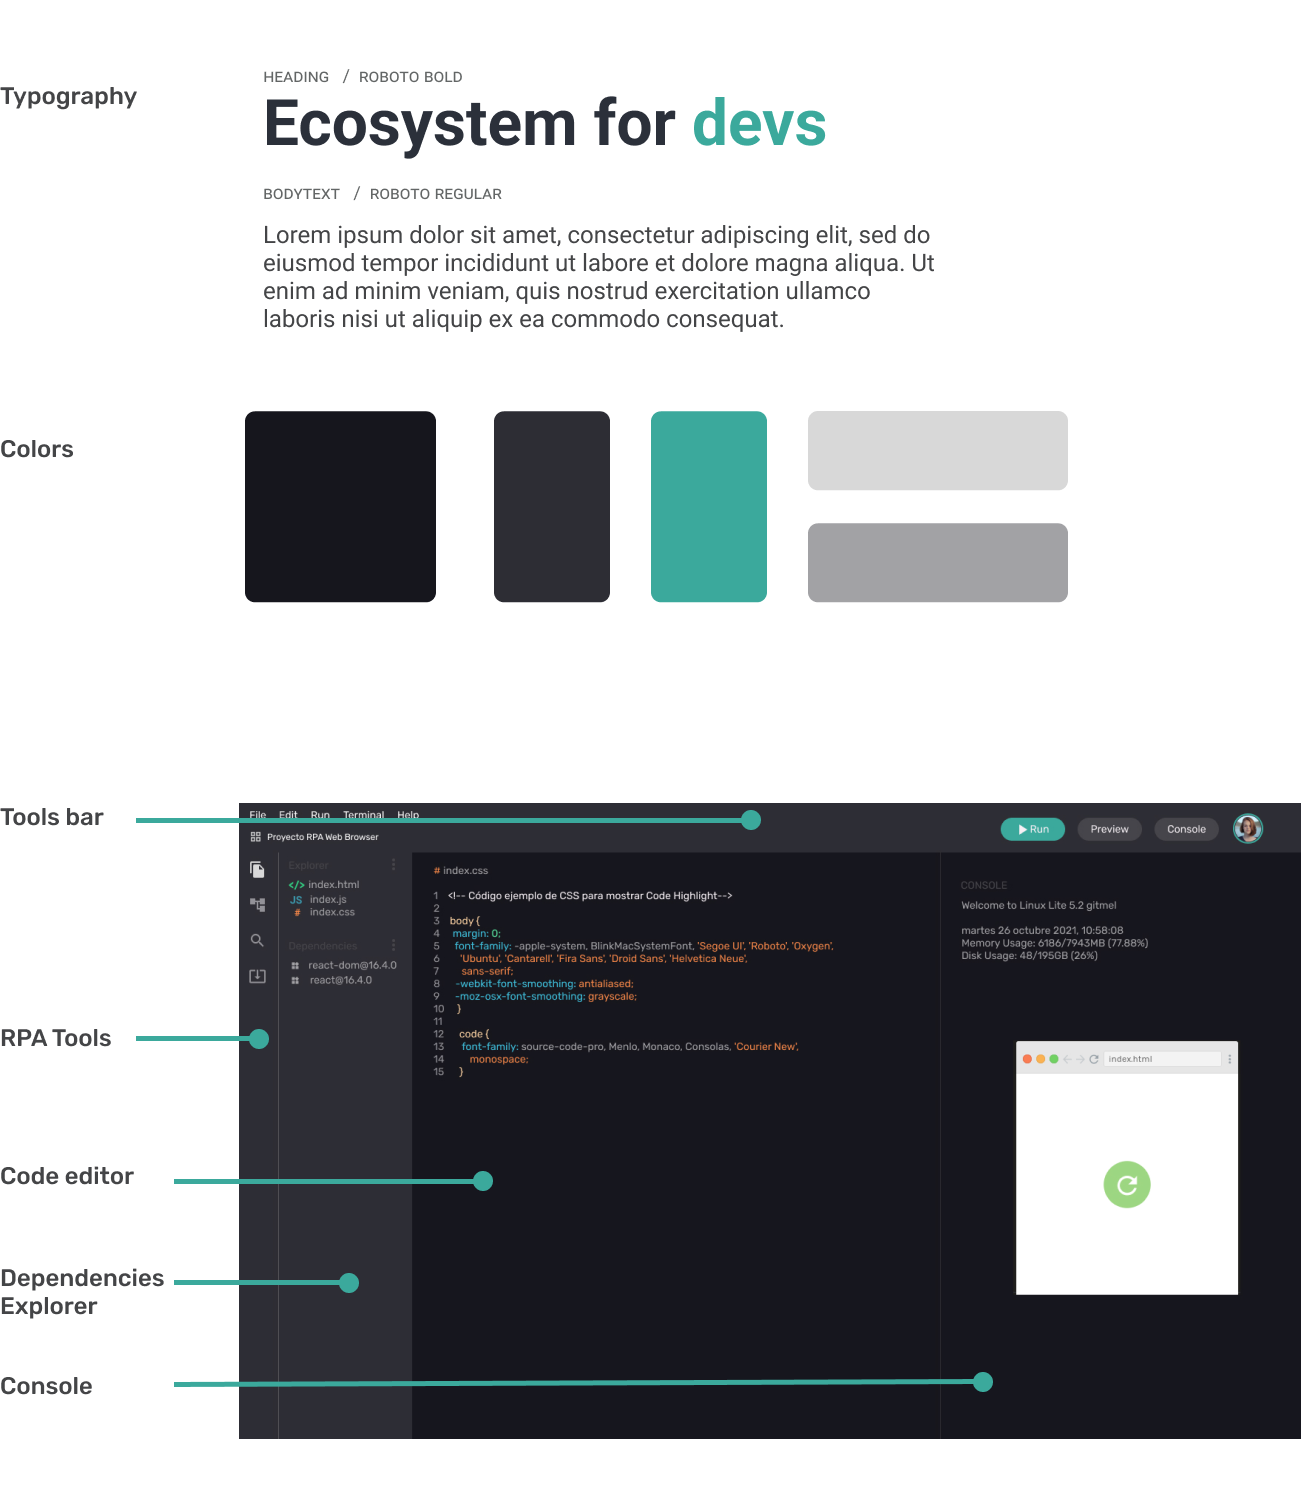 Typography
HEADING / ROBOTO BOLD
Ecosystem for devs
BODYTEXT / ROBOTO REGULAR
Lorem ipsum dolor sit amet, consectetur adipiscing elit, sed do
eiusmod tempor incididunt ut labore et dolore magna aliqua. Ut
enim ad minim veniam, quis nostrud exercitation ullamco
laboris nisi ut aliquip ex ea commodo consequat.
Colors
Tools bar
RPA Tools
Code editor
Dependencies
Explorer
Console
File Edit Run Terminal Help
Proyecto RPA Web Browser
Run Preview Console
Explorer
</> index.html
JS index.js
# index.css
Dependencies
react-dom@16.4.0
react@16.4.0
# index.css
1 <!-- Código ejemplo de CSS para mostrar Code Highlight-->
2
3 body {
4 margin: 0;
5 font-family: -apple-system, BlinkMacSystemFont, 'Segoe UI', 'Roboto', 'Oxygen',
6 'Ubuntu', 'Cantarell', 'Fira Sans', 'Droid Sans', 'Helvetica Neue',
7 sans-serif;
8 -webkit-font-smoothing: antialiased;
9 -moz-osx-font-smoothing: grayscale;
10 }
11
12 code {
13 font-family: source-code-pro, Menlo, Monaco, Consolas, 'Courier New',
14 monospace;
15 }
CONSOLE
Welcome to Linux Lite 5.2 gitmel
martes 26 octubre 2021, 10:58:08
Memory Usage: 6186/7943MB (77.88%)
Disk Usage: 48/195GB (26%)
index.html